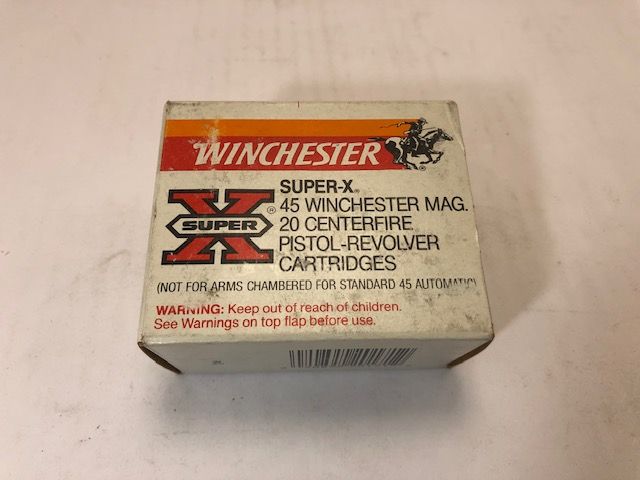 WINCHESTER
SUPER-X®
45 WINCHESTER MAG.
20 CENTERFIRE
PISTOL-REVOLVER
CARTRIDGES
X SUPER ®
(NOT FOR ARMS CHAMBERED FOR STANDARD 45 AUTOMATIC)
WARNING: Keep out of reach of children.
See Warnings on top flap before use.